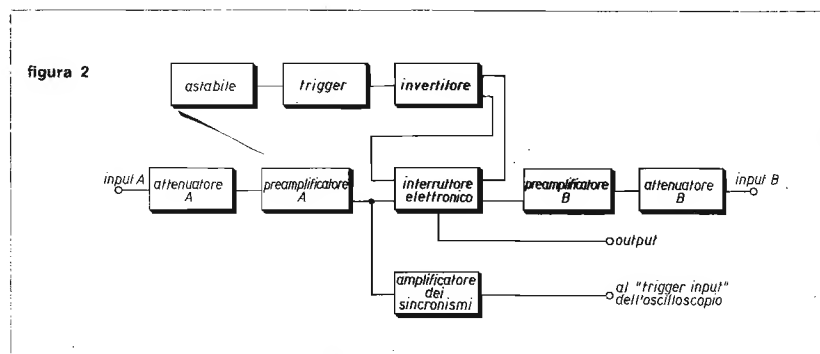 figura 2
astabile
trigger
invertitore
input A
attenuatore
A
preamplificatore
A
interruttore
elettronico
preamplificatore
B
attenuatore
B
input B
output
amplificatore
dei
sincronismi
al "trigger input"
dell'oscilloscopio